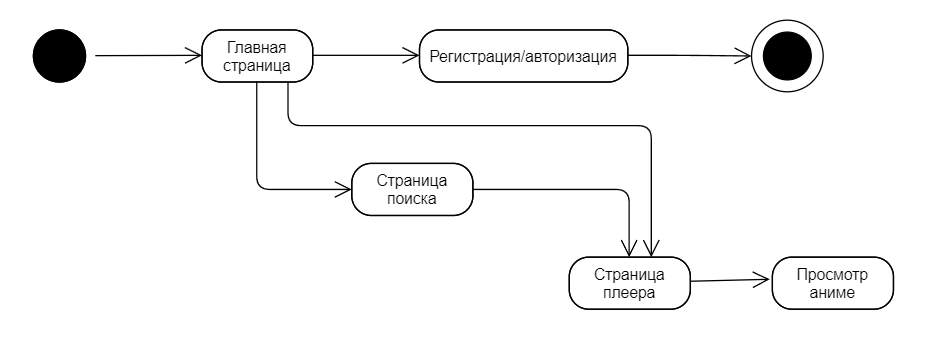 Главная
страница
Регистрация/авторизация
Страница
поиска
Страница
плеера
Просмотр
аниме